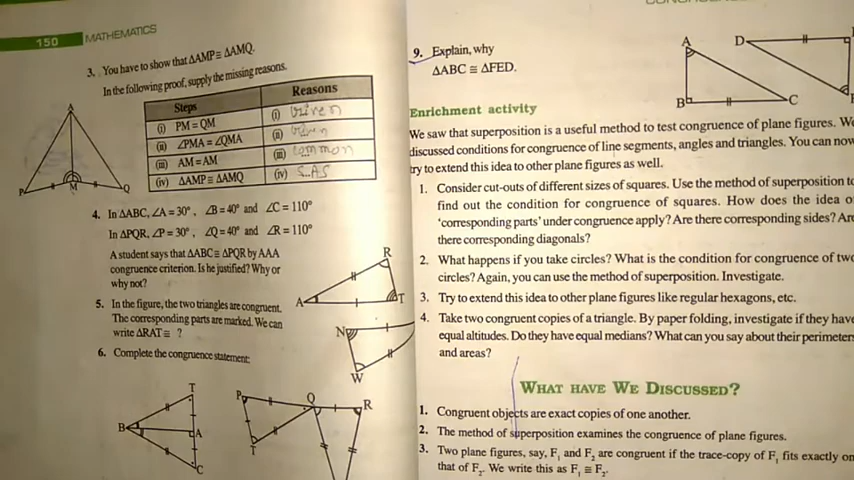 150 MATHEMATICS
3. You have to show that ΔAMP ≅ ΔAMQ.
In the following proof, supply the missing reasons.
Steps Reasons
(i) PM = QM (i) Given
(ii) ∠PMA = ∠QMA (ii) Given
(iii) AM = AM (iii) common
(iv) ΔAMP ≅ ΔAMQ (iv) SAS
A
P M Q
4. In ΔABC, ∠A = 30°, ∠B = 40° and ∠C = 110°
In ΔPQR, ∠P = 30°, ∠Q = 40° and ∠R = 110°
A student says that ΔABC ≅ ΔPQR by AAA
congruence criterion. Is he justified? Why or
why not?
5. In the figure, the two triangles are congruent.
The corresponding parts are marked. We can
write ΔRAT ≅ ?
R
A T
N
W
6. Complete the congruence statement:
T
B A
C
P Q R
T
9. Explain, why
ΔABC ≅ ΔFED.
A D
B C
Enrichment activity
We saw that superposition is a useful method to test congruence of plane figures. We
discussed conditions for congruence of line segments, angles and triangles. You can now
try to extend this idea to other plane figures as well.
1. Consider cut-outs of different sizes of squares. Use the method of superposition to
find out the condition for congruence of squares. How does the idea of
'corresponding parts' under congruence apply? Are there corresponding sides? Are
there corresponding diagonals?
2. What happens if you take circles? What is the condition for congruence of two
circles? Again, you can use the method of superposition. Investigate.
3. Try to extend this idea to other plane figures like regular hexagons, etc.
4. Take two congruent copies of a triangle. By paper folding, investigate if they have
equal altitudes. Do they have equal medians? What can you say about their perimeters
and areas?
WHAT HAVE WE DISCUSSED?
1. Congruent objects are exact copies of one another.
2. The method of superposition examines the congruence of plane figures.
3. Two plane figures, say, F₁ and F₂ are congruent if the trace-copy of F₁ fits exactly on
that of F₂. We write this as F₁ ≅ F₂.